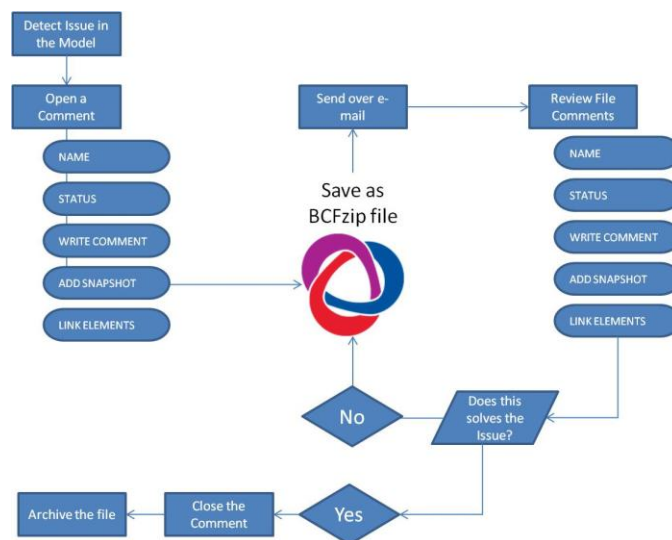 Detect Issue in
the Model
Open a
Comment
NAME
STATUS
WRITE COMMENT
ADD SNAPSHOT
LINK ELEMENTS
Save as
BCFzip file
Send over e-
mail
Review File
Comments
NAME
STATUS
WRITE COMMENT
ADD SNAPSHOT
LINK ELEMENTS
Does this
solves the
Issue?
No
Yes
Close the
Comment
Archive the file